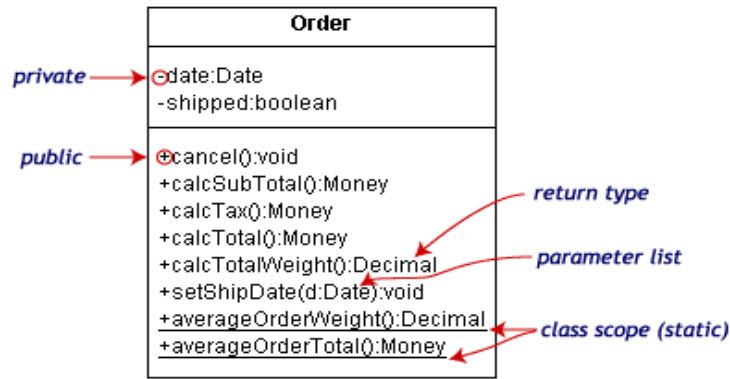 Order
private
-date:Date
-shipped:boolean
public
+cancel():void
+calcSubTotal():Money
+calcTax():Money
+calcTotal():Money
+calcTotalWeight():Decimal
+setShipDate(d:Date):void
+averageOrderWeight():Decimal
+averageOrderTotal():Money
return type
parameter list
class scope (static)